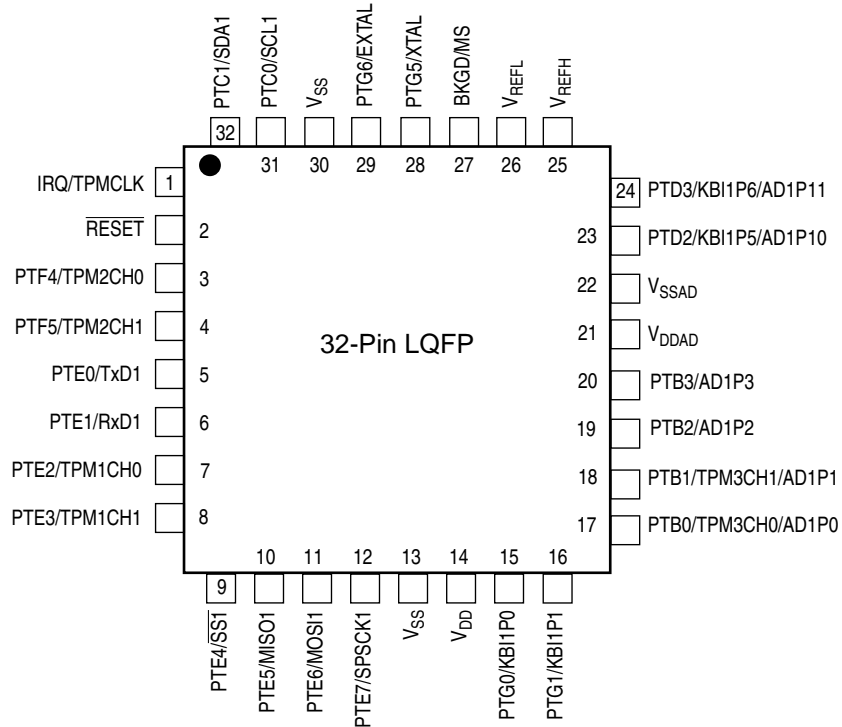 PTC1/SDA1
PTC0/SCL1
VSS
PTG6/EXTAL
PTG5/XTAL
BKGD/MS
VREFL
VREFH
32
31
30
29
28
27
26
25
IRQ/TPMCLK 1
RESET 2
PTF4/TPM2CH0 3
PTF5/TPM2CH1 4
PTE0/TxD1 5
PTE1/RxD1 6
PTE2/TPM1CH0 7
PTE3/TPM1CH1 8
32-Pin LQFP
24 PTD3/KBI1P6/AD1P11
23 PTD2/KBI1P5/AD1P10
22 VSSAD
21 VDDAD
20 PTB3/AD1P3
19 PTB2/AD1P2
18 PTB1/TPM3CH1/AD1P1
17 PTB0/TPM3CH0/AD1P0
9
10
11
12
13
14
15
16
PTE4/SS1
PTE5/MISO1
PTE6/MOSI1
PTE7/SPSCK1
VSS
VDD
PTG0/KBI1P0
PTG1/KBI1P1